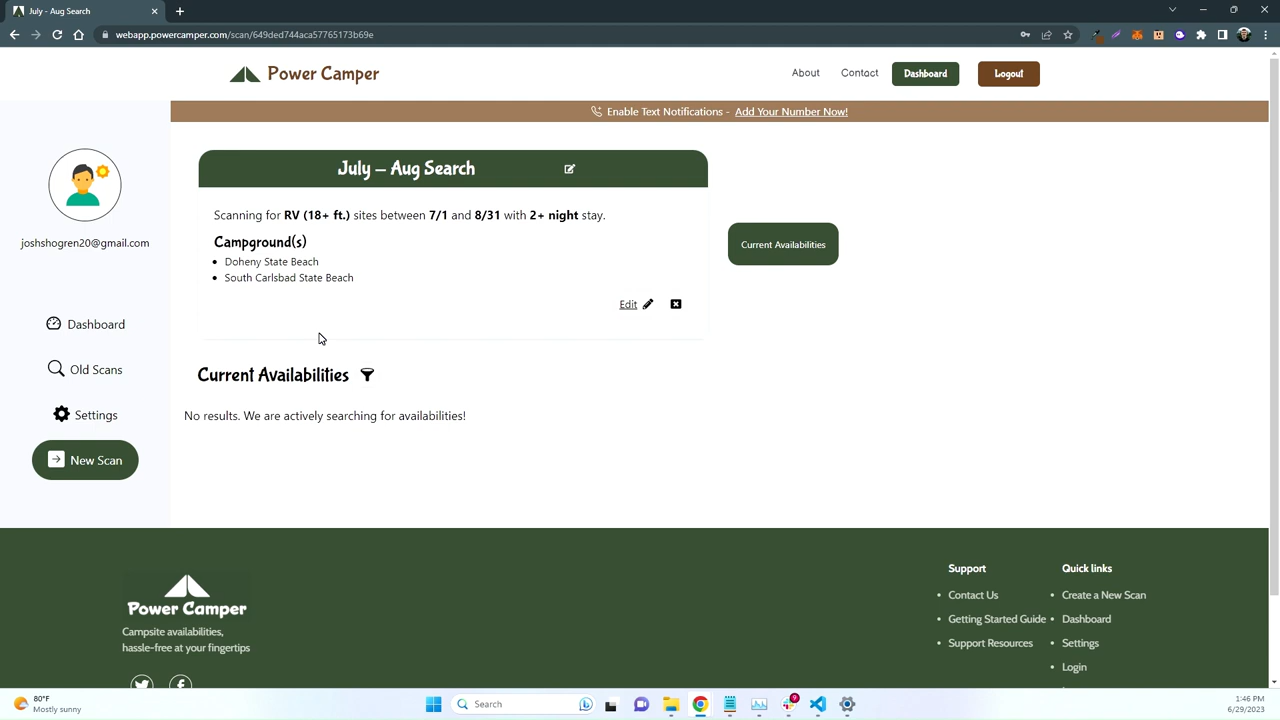 July - Aug Search
webapp.powercamper.com/scan/649ded744aca57765173b69e
Power Camper
About
Contact
Dashboard
Logout
Enable Text Notifications - Add Your Number Now!
joshshogren20@gmail.com
Dashboard
Old Scans
Settings
New Scan
July – Aug Search
Scanning for RV (18+ ft.) sites between 7/1 and 8/31 with 2+ night stay.
Campground(s)
• Doheny State Beach
• South Carlsbad State Beach
Edit
Current Availabilities
Current Availabilities
No results. We are actively searching for availabilities!
Power Camper
Campsite availabilities,
hassle-free at your fingertips
Support
• Contact Us
• Getting Started Guide
• Support Resources
Quick links
• Create a New Scan
• Dashboard
• Settings
• Login
80°F
Mostly sunny
Search
9
1:46 PM
6/29/2023